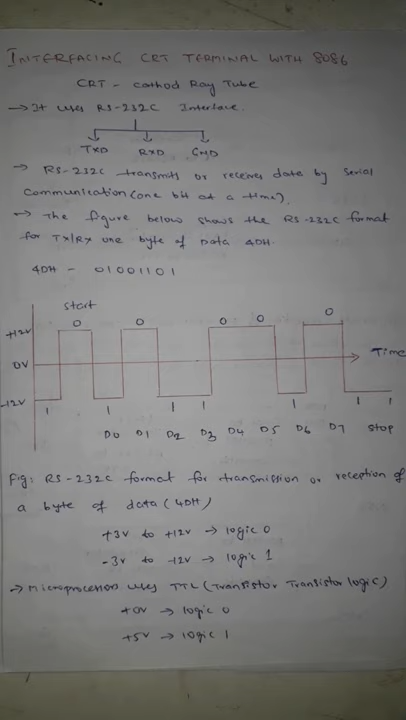 INTERFACING CRT TERMINAL WITH 8086
CRT - cathod Ray Tube
→ It uses RS-232C Interface.
TXD RXD GND
→ RS-232C transmits or receives data by serial
communication (one bit at a time).
→ The figure below shows the RS-232C format
for Tx/Rx one byte of Data 4DH.
4DH - 01001101
start
0 0 0 0 0
+12V
0V
Time
-12V
1 1 1 1 1 1 1
D0 D1 D2 D3 D4 D5 D6 D7 stop
Fig: RS-232C format for transmission or reception of
a byte of data (4DH)
+3V to +12V → logic 0
-3V to -12V → logic 1
→ Microprocessors uses TTL (Transistor Transistor logic)
+0V → logic 0
+5V → logic 1